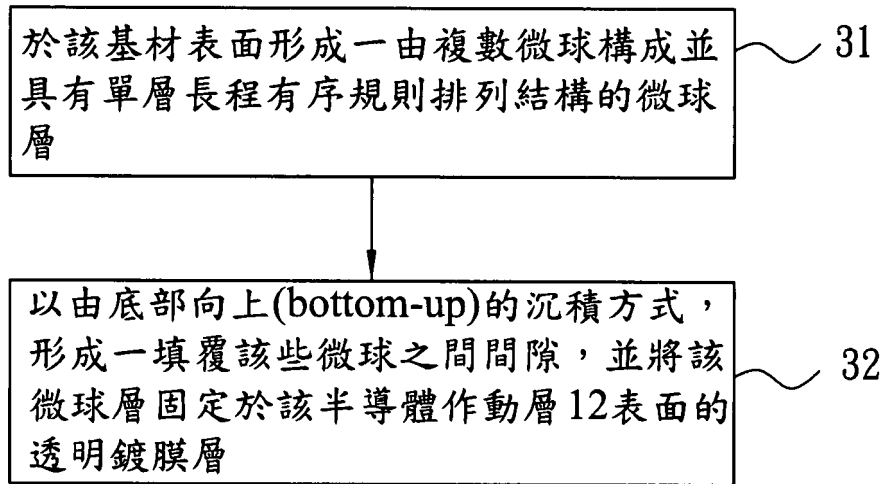 於該基材表面形成一由複數微球構成並
具有單層長程有序規則排列結構的微球
層
31
以由底部向上(bottom-up)的沉積方式，
形成一填覆該些微球之間間隙，並將該
微球層固定於該半導體作動層12表面的
透明鍍膜層
32